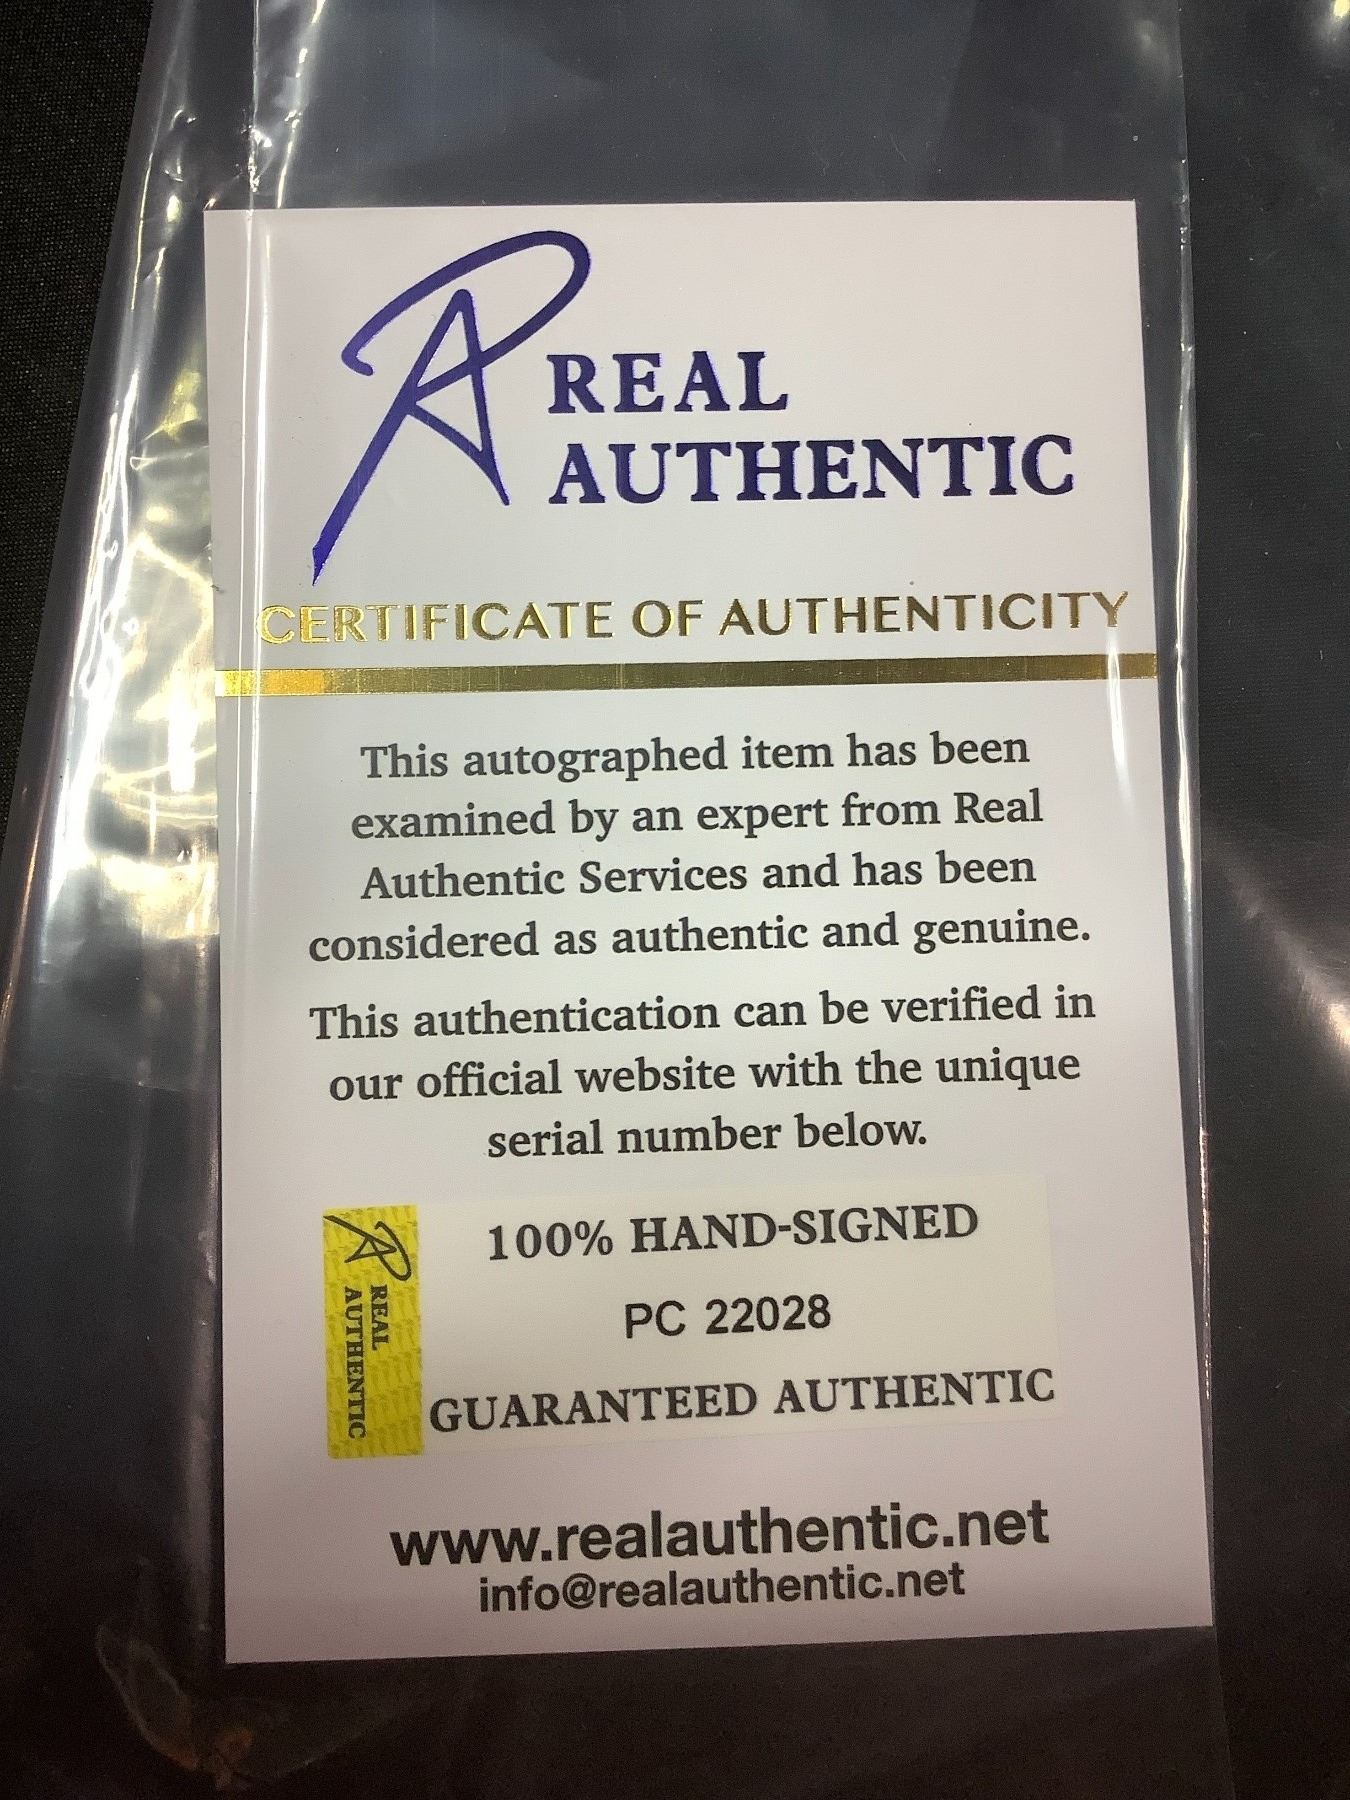 REAL
AUTHENTIC
CERTIFICATE OF AUTHENTICITY
This autographed item has been
examined by an expert from Real
Authentic Services and has been
considered as authentic and genuine.
This authentication can be verified in
our official website with the unique
serial number below.
REAL
AUTHENTIC
100% HAND-SIGNED
PC 22028
GUARANTEED AUTHENTIC
www.realauthentic.net
info@realauthentic.net